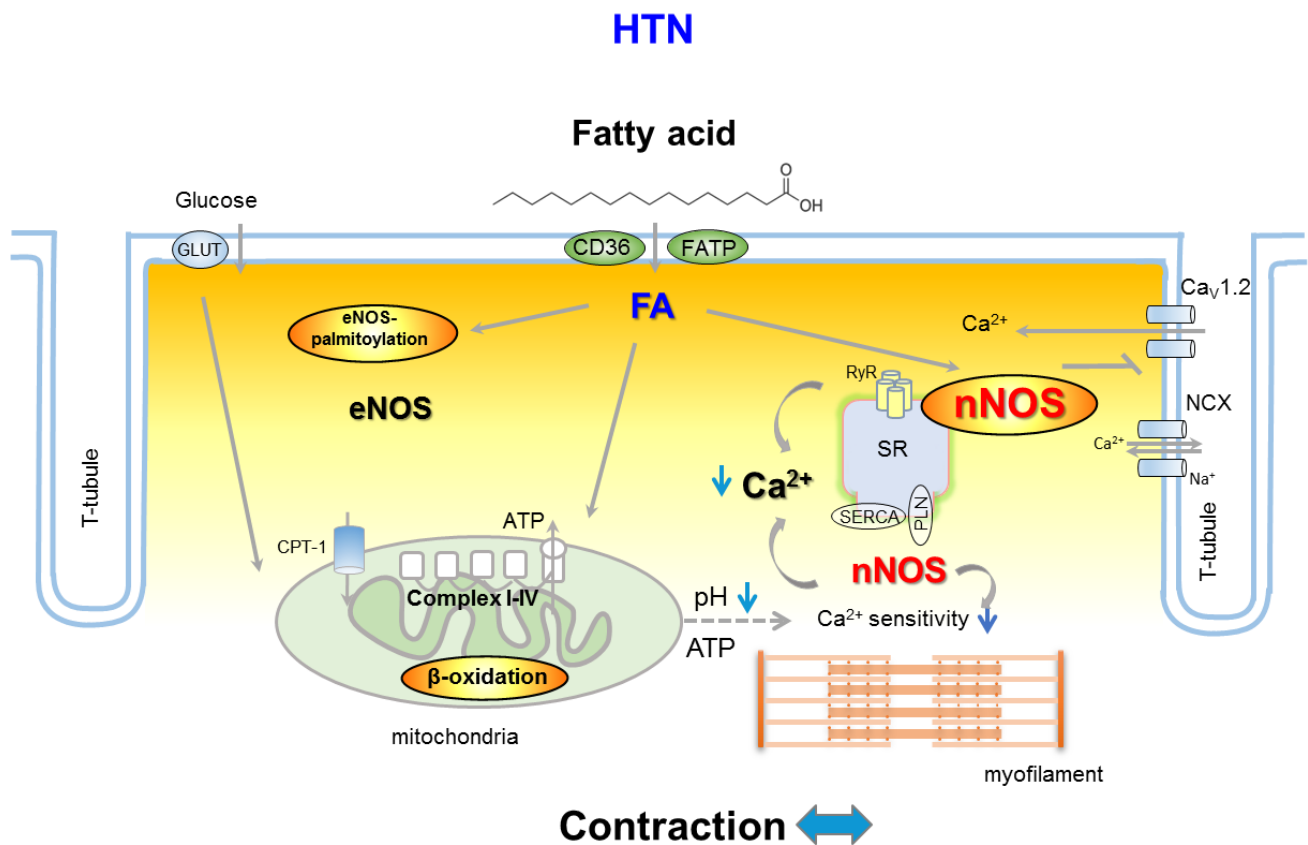 HTN
Fatty acid
O
OH
Glucose
GLUT
CD36
FATP
FA
eNOS-
palmitoylation
eNOS
Ca²⁺
Caᵥ1.2
RyR
nNOS
NCX
Ca²⁺
Na⁺
SR
Ca²⁺
SERCA
PLN
T-tubule
T-tubule
CPT-1
ATP
Complex I-IV
β-oxidation
mitochondria
nNOS
pH
ATP
Ca²⁺ sensitivity
myofilament
Contraction